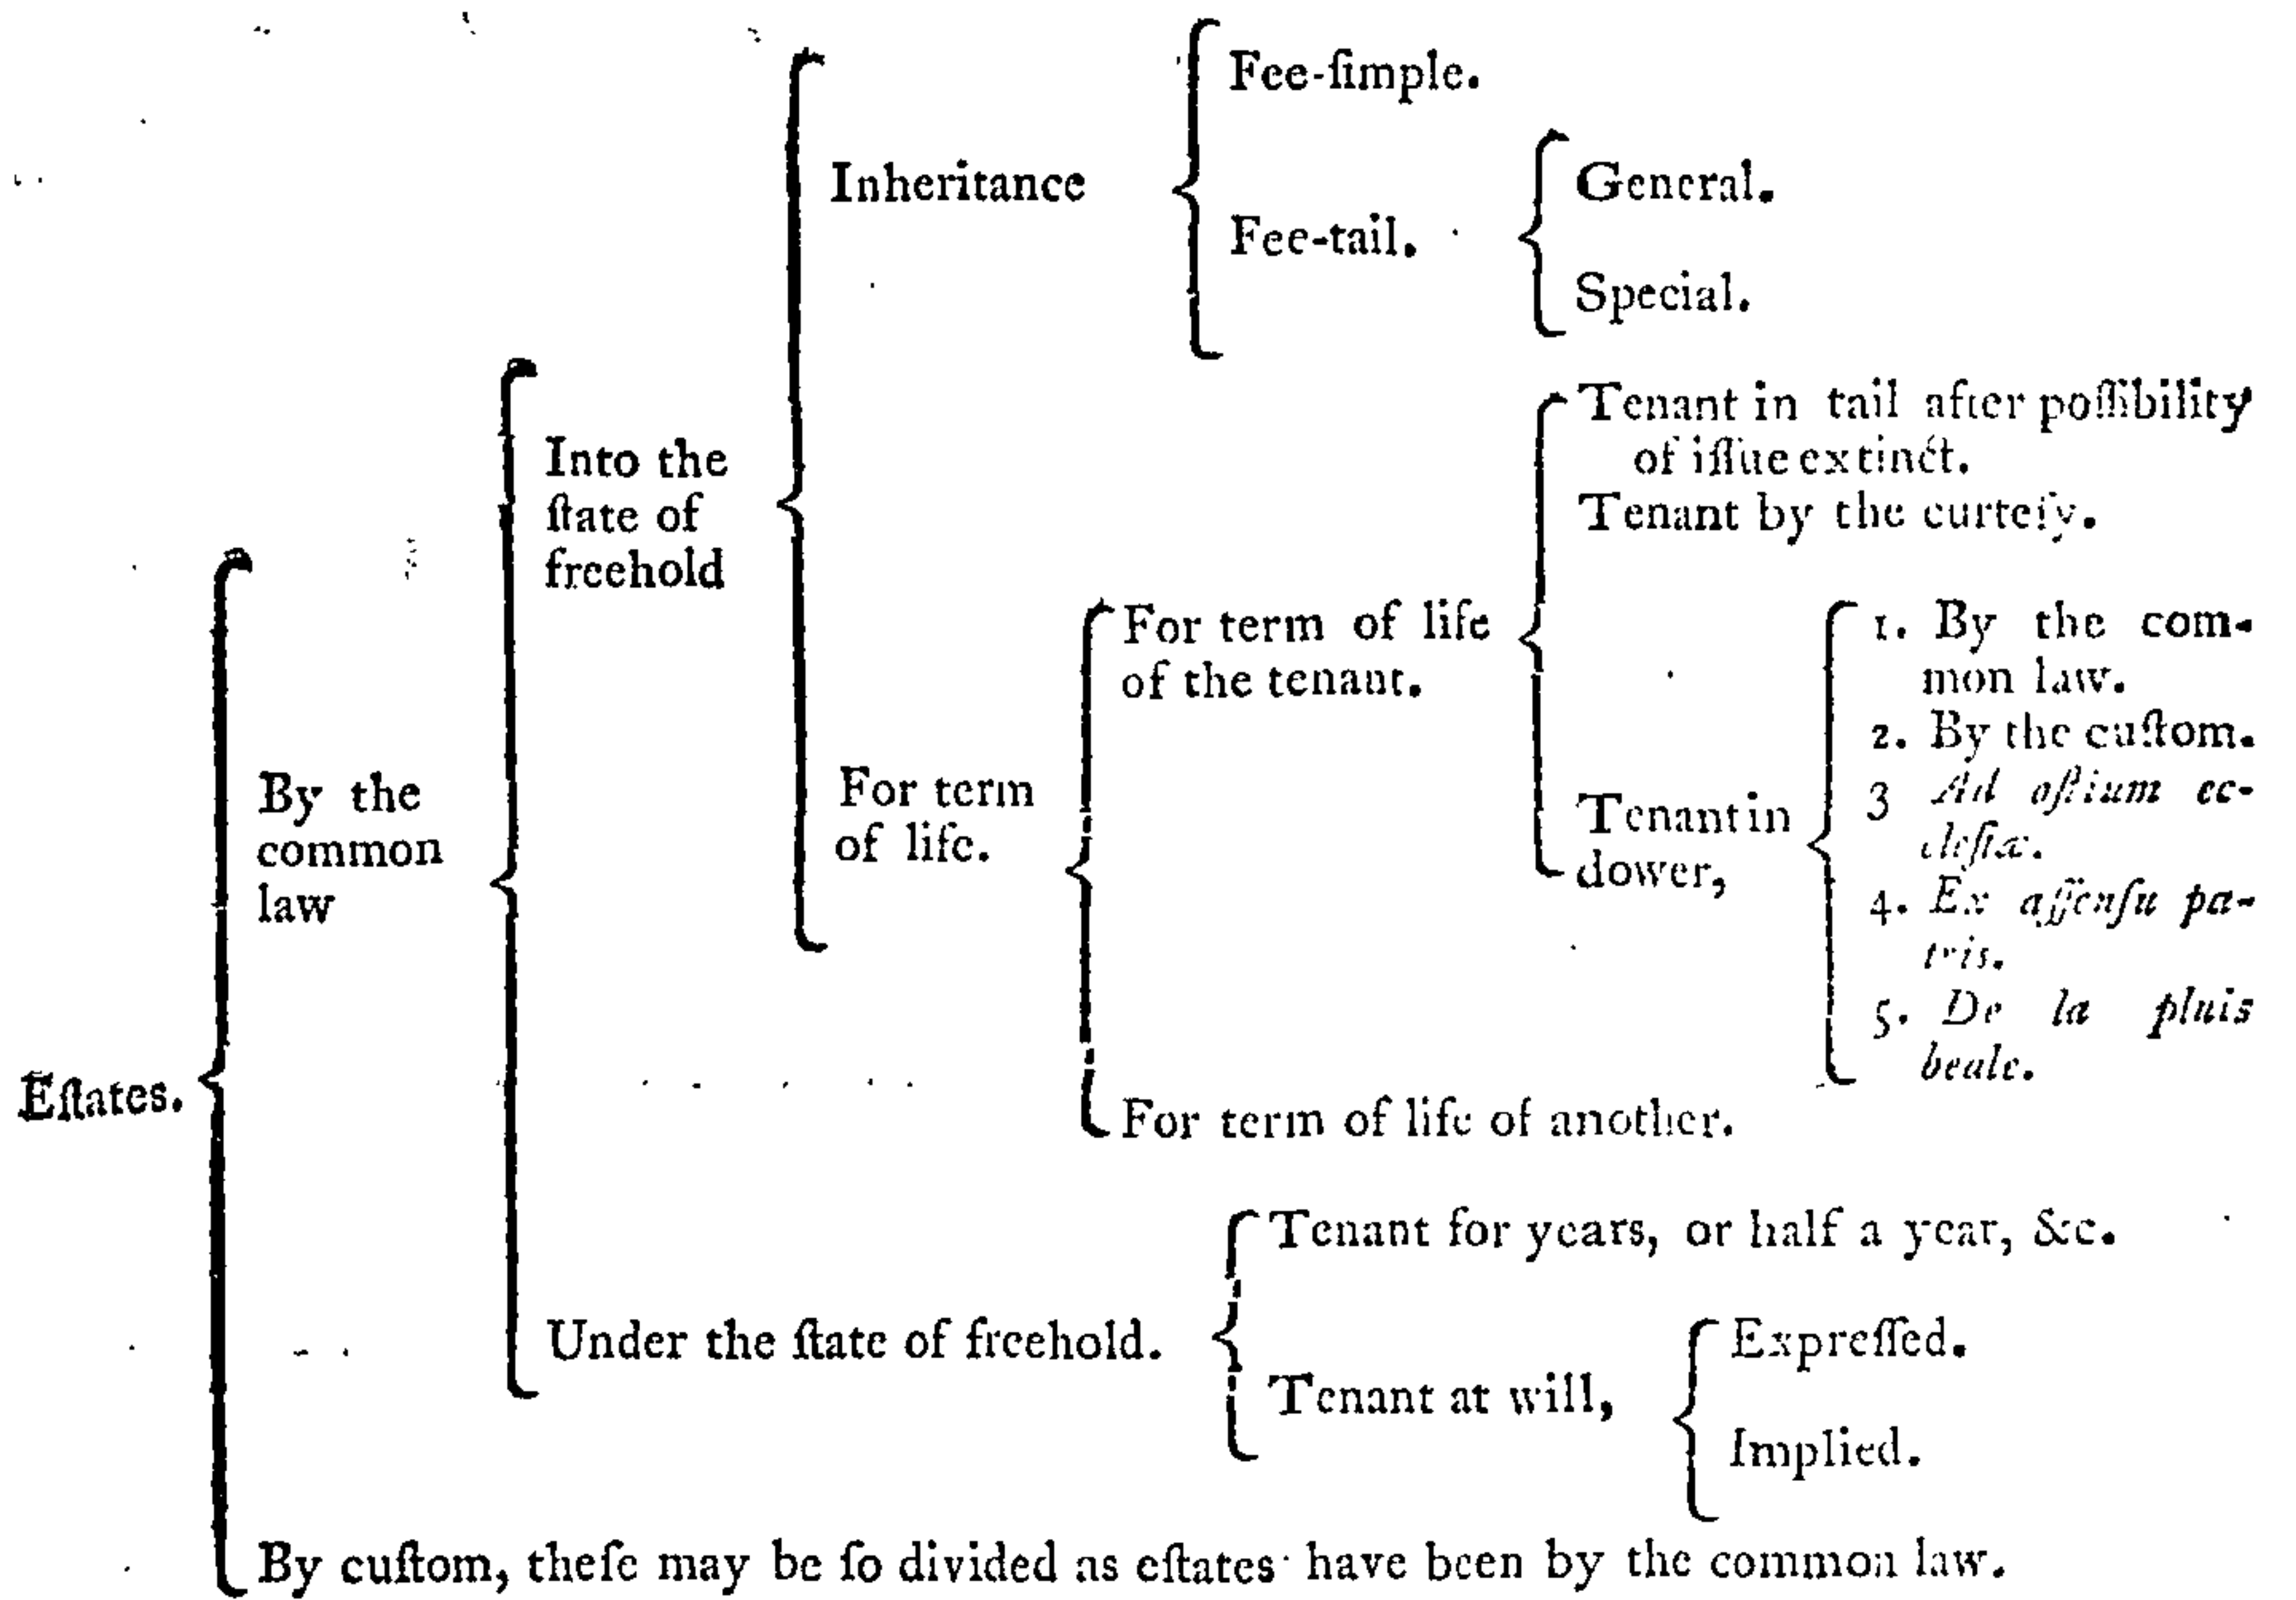 Fee-ſimple.
Inheritance
General.
Fee-tail.
Special.
Into the
ſtate of
freehold
Tenant in tail after poſſibility
of iſſue extinct.
Tenant by the curteſy.
For term of life
of the tenant.
1. By the com-
mon law.
2. By the cuſtom.
3 Ad oſtium ec-
cleſiæ.
4. Ex aſſenſu pa-
tris.
5. De la pluis
beale.
Tenant in
dower,
By the
common
law
For term
of life.
For term of life of another.
Eſtates.
Tenant for years, or half a year, &c.
Under the ſtate of freehold.
Tenant at will,
Expreſſed.
Implied.
By cuſtom, theſe may be ſo divided as eſtates have been by the common law.